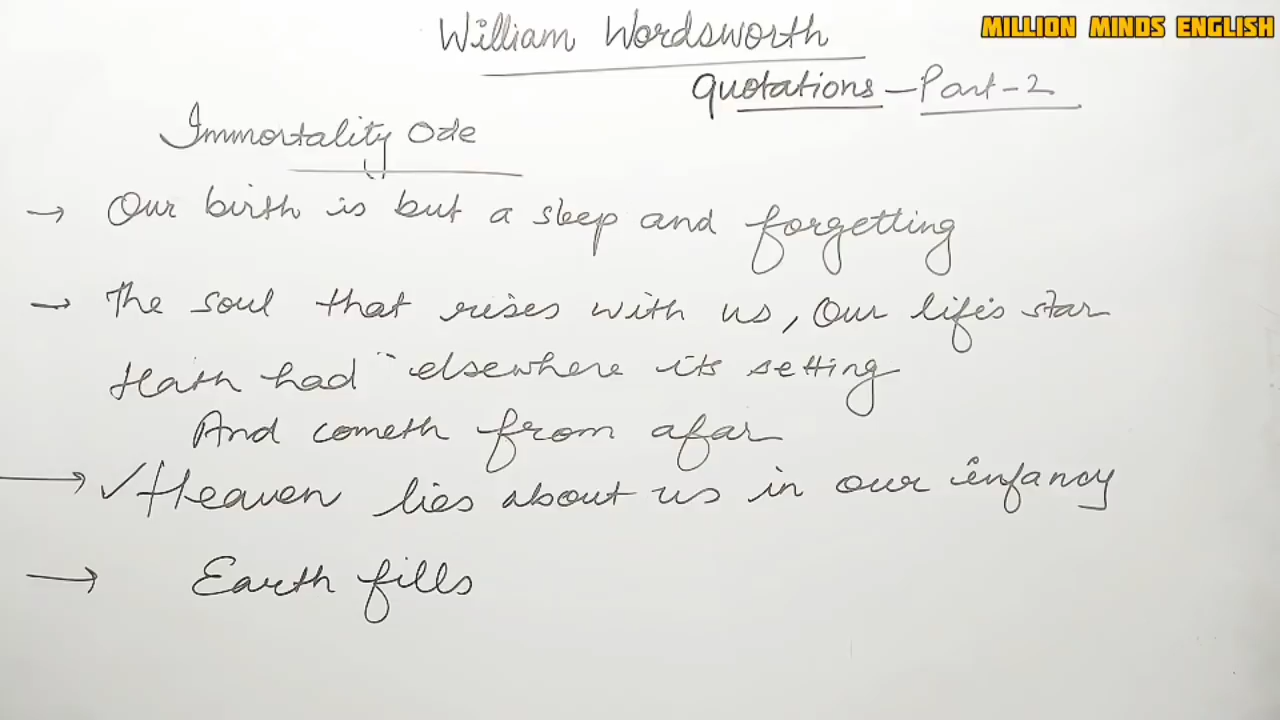 William Wordsworth
MILLION MINDS ENGLISH
Quotations - Part-2
Immortality Ode
→ Our birth is but a sleep and forgetting
→ The soul that rises with us, Our life's star
Hath had elsewhere its setting
And cometh from afar
→ ✓ Heaven lies about us in our infancy
→ Earth fills